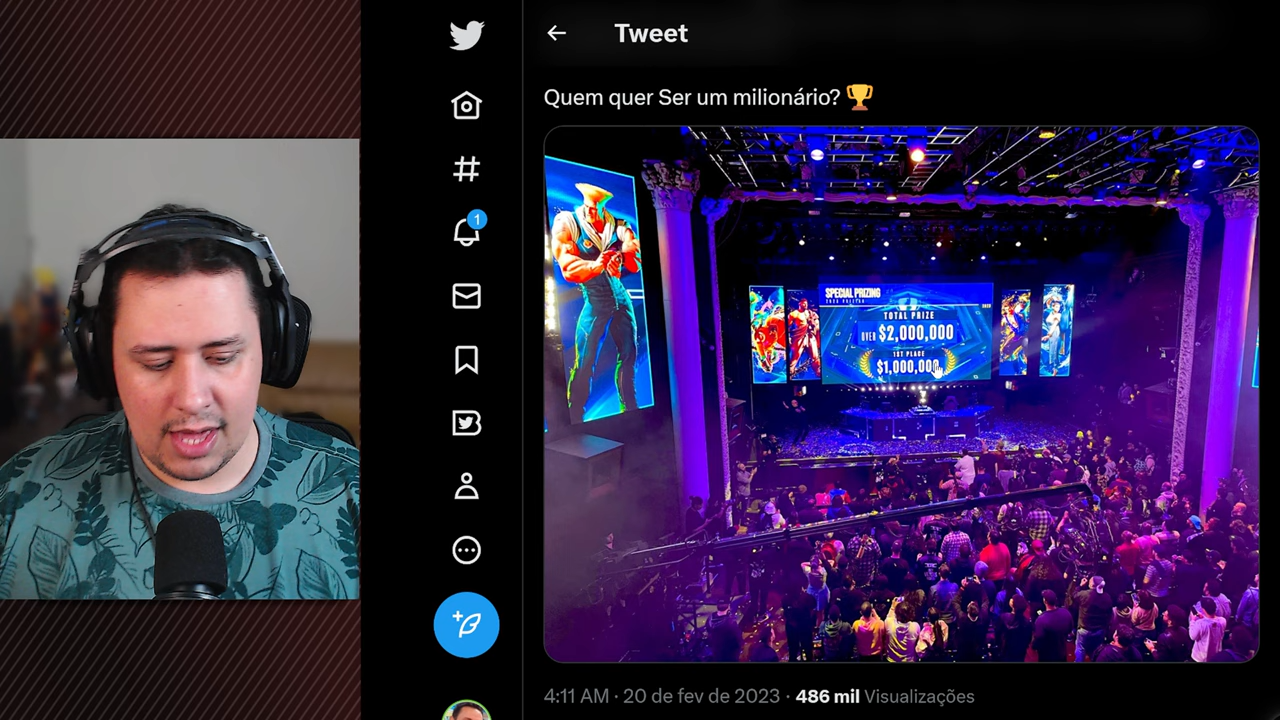 Tweet
Quem quer Ser um milionário? 🏆
1
SPECIAL PRIZING
TOTAL PRIZE
OVER $2,000,000
1ST PLACE
$1,000,000
4:11 AM · 20 de fev de 2023 · 486 mil Visualizações